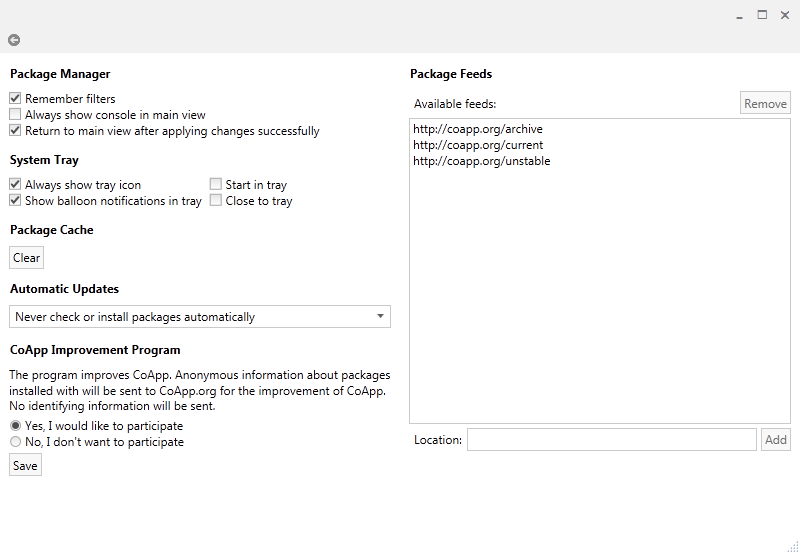 Package Manager
Remember filters
Always show console in main view
Return to main view after applying changes successfully
System Tray
Always show tray icon
Start in tray
Show balloon notifications in tray
Close to tray
Package Cache
Clear
Automatic Updates
Never check or install packages automatically
CoApp Improvement Program
The program improves CoApp. Anonymous information about packages
installed with will be sent to CoApp.org for the improvement of CoApp.
No identifying information will be sent.
Yes, I would like to participate
No, I don't want to participate
Save
Package Feeds
Available feeds:
Remove
http://coapp.org/archive
http://coapp.org/current
http://coapp.org/unstable
Location:
Add